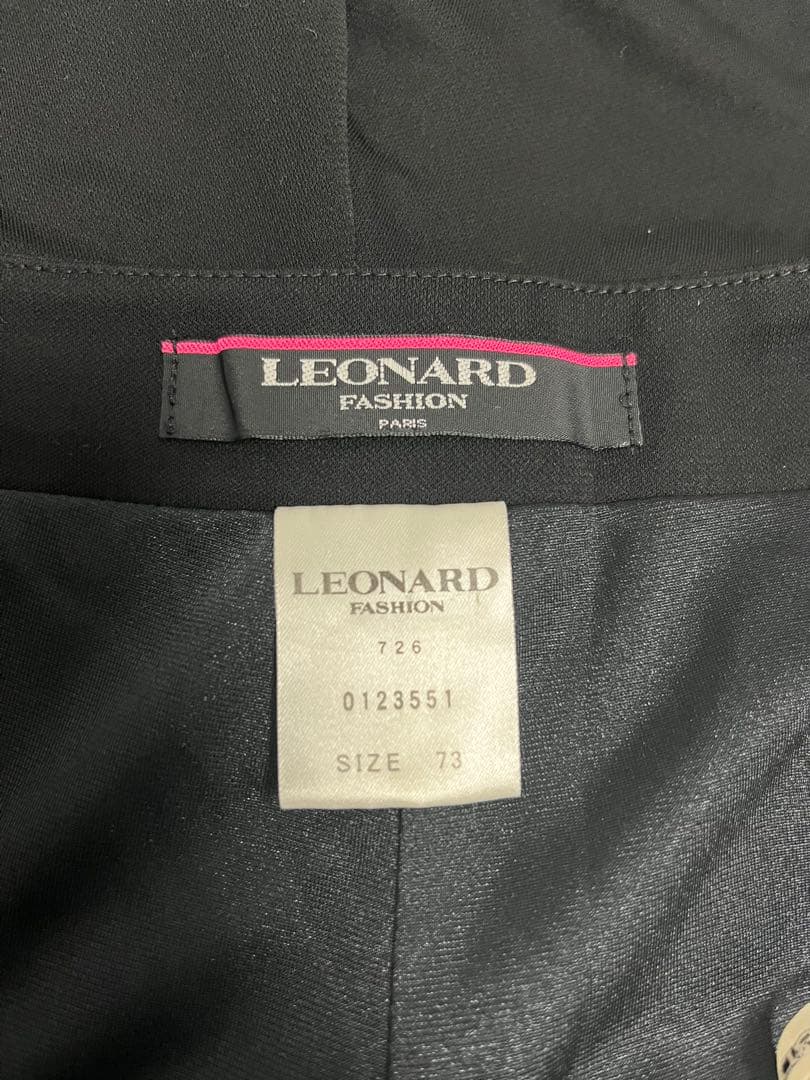 LEONARD
FASHION
PARIS
LEONARD
FASHION
726
0123551
SIZE 73